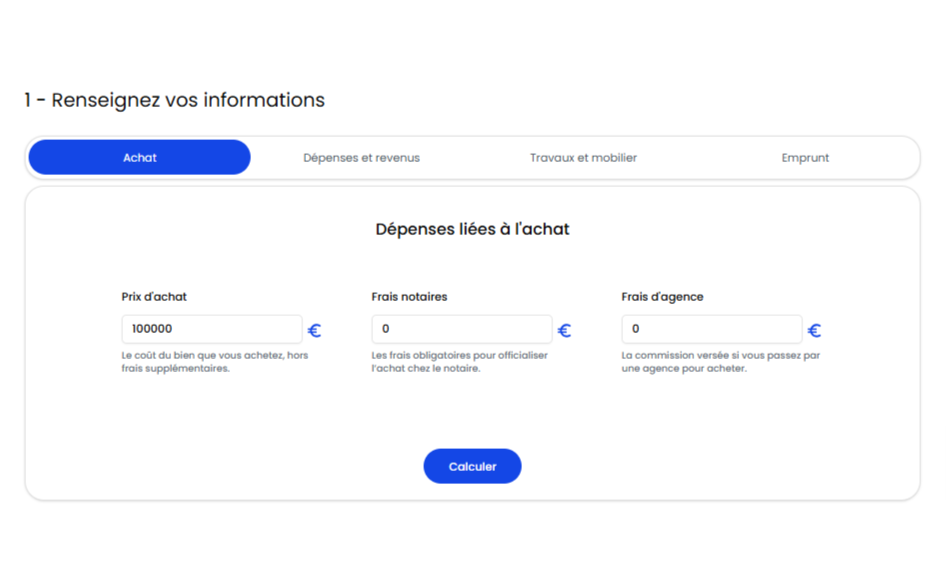 1 - Renseignez vos informations
Achat
Dépenses et revenus
Travaux et mobilier
Emprunt
Dépenses liées à l'achat
Prix d'achat
100000 €
Le coût du bien que vous achetez, hors
frais supplémentaires.
Frais notaires
0 €
Les frais obligatoires pour officialiser
l'achat chez le notaire.
Frais d'agence
0 €
La commission versée si vous passez par
une agence pour acheter.
Calculer